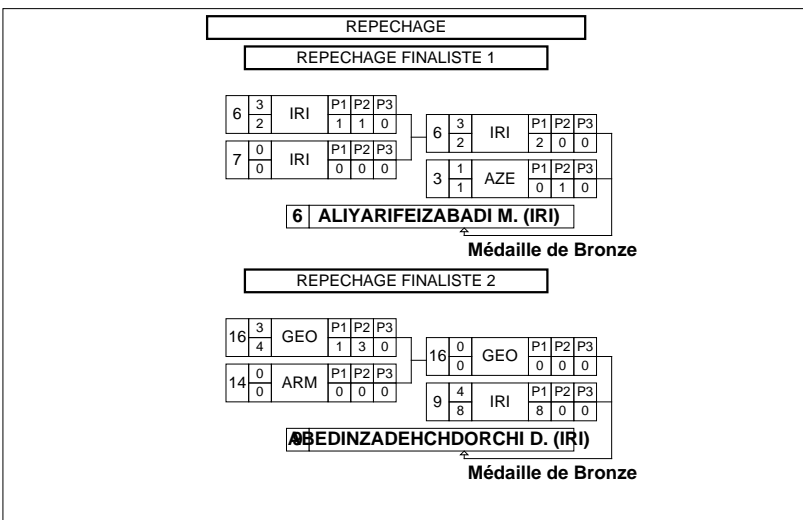 REPECHAGE
REPECHAGE FINALISTE 1
6 3 IRI P1 P2 P3
2 1 1 0
7 0 IRI P1 P2 P3
0 0 0 0
6 3 IRI P1 P2 P3
2 2 0 0
3 1 AZE P1 P2 P3
1 0 1 0
6 ALIYARIFEIZABADI M. (IRI)
Médaille de Bronze
REPECHAGE FINALISTE 2
16 3 GEO P1 P2 P3
4 1 3 0
14 0 ARM P1 P2 P3
0 0 0 0
16 0 GEO P1 P2 P3
0 0 0 0
9 4 IRI P1 P2 P3
8 8 0 0
9 ABEDINZADEHCHDORCHI D. (IRI)
Médaille de Bronze